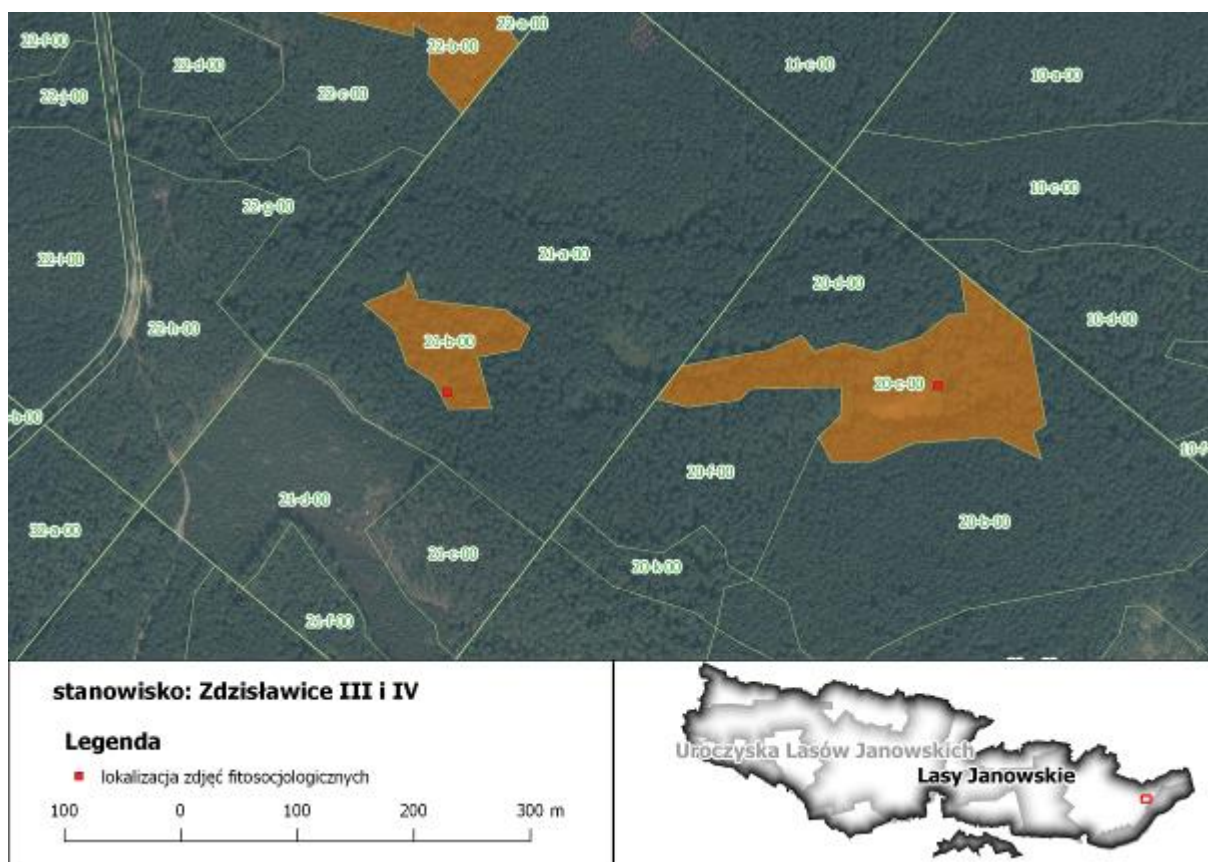 22-f-00
22-d-00
22-b-00
22-a-00
11-c-00
10-a-00
22-j-00
22-c-00
10-c-00
22-g-00
22-i-00
21-a-00
20-d-00
10-d-00
22-h-00
21-b-00
20-c-00
-b-00
10-f-
20-f-00
21-d-00
32-a-00
20-b-00
21-c-00
20-k-00
21-f-00
stanowisko: Zdzisławice III i IV
Legenda
lokalizacja zdjęć fitosocjologicznych
100 0 100 200 300 m
Uroczyska Lasów Janowskich
Lasy Janowskie